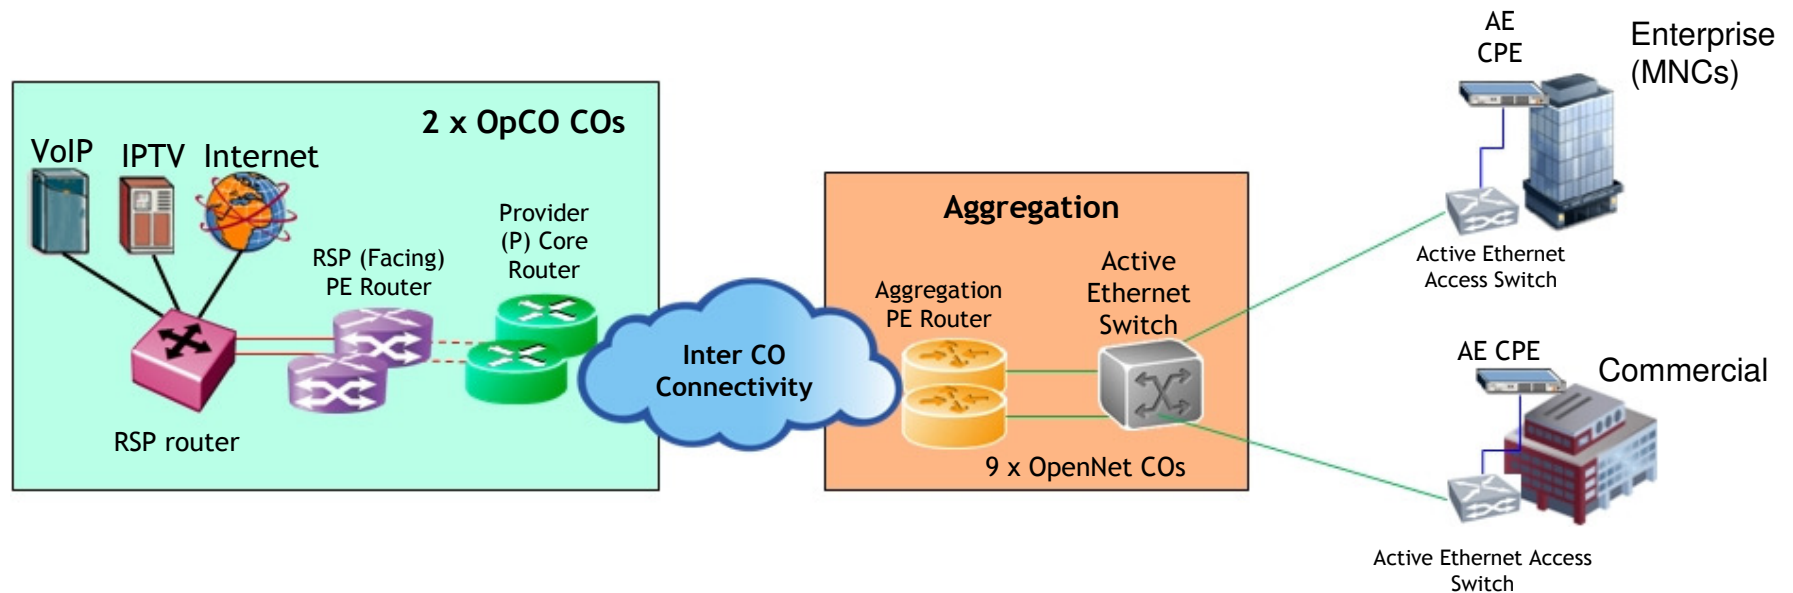 2 x OpCO COs
VoIP
IPTV
Internet
RSP (Facing)
PE Router
Provider
(P) Core
Router
RSP router
Inter CO
Connectivity
Aggregation
Aggregation
PE Router
Active
Ethernet
Switch
9 x OpenNet COs
AE
CPE
Enterprise
(MNCs)
Active Ethernet
Access Switch
AE CPE
Commercial
Active Ethernet Access
Switch